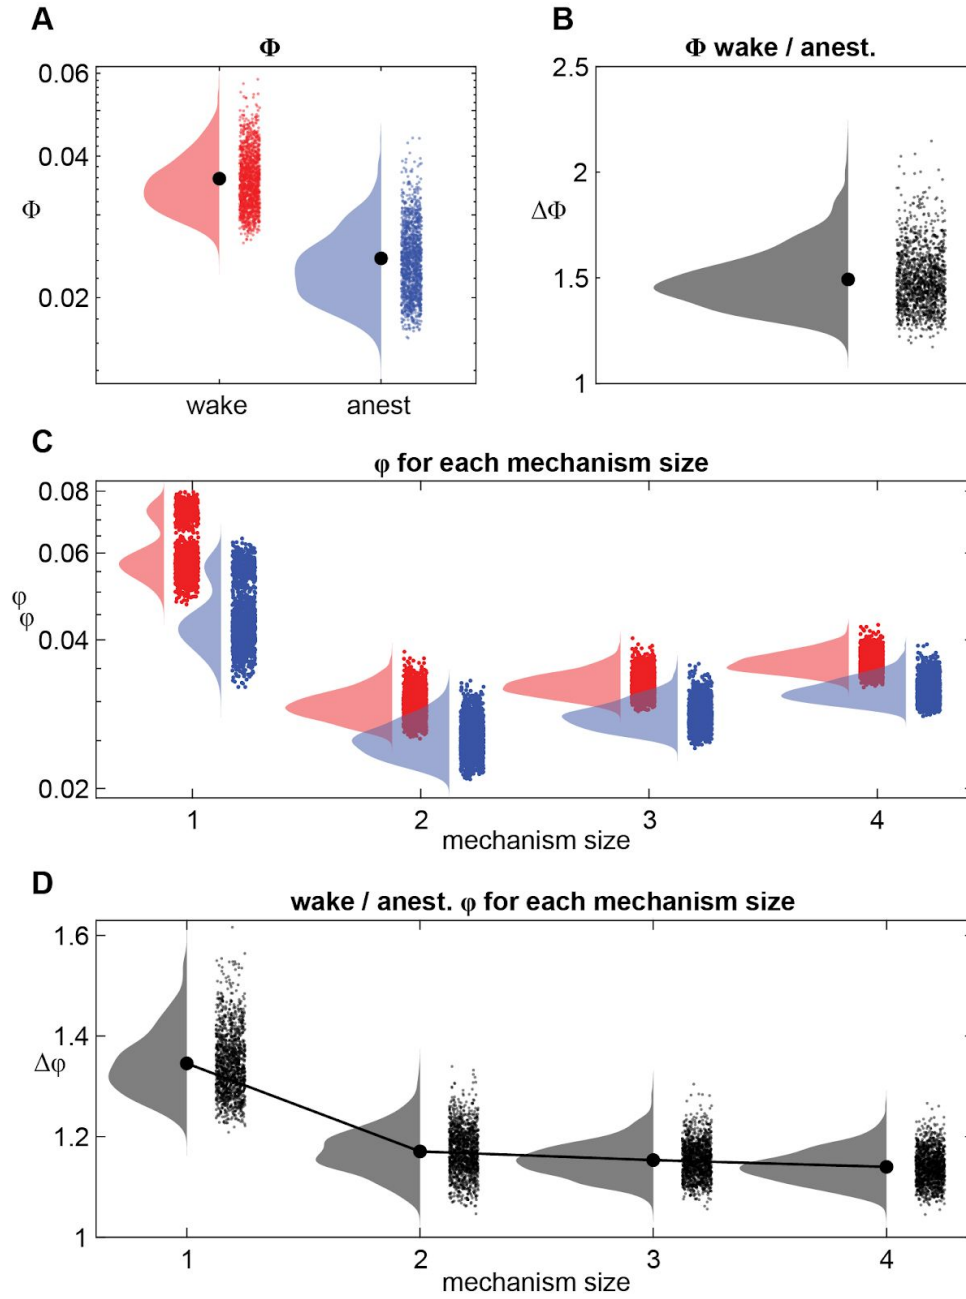 A
Φ
0.06
0.04
0.02
Φ
wake
anest
B
Φ wake / anest.
2.5
2
1.5
1
ΔΦ
C
φ for each mechanism size
0.08
0.06
0.04
0.02
φ
φ
1
2
3
4
mechanism size
D
wake / anest. φ for each mechanism size
1.6
1.4
1.2
1
Δφ
1
2
3
4
mechanism size